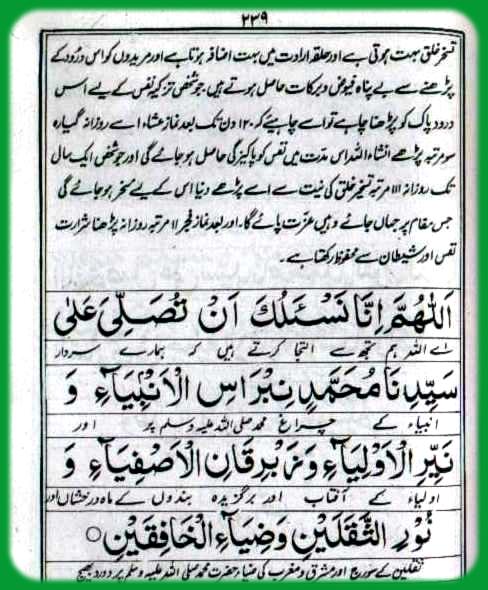 ۲۳۹
تسخیر خلق بہت ہوتی ہے اور حلقہ ارادت میں بہت اضافہ ہوتا ہے اور مریدوں کو اس درود کے
پڑھنے سے بے پناہ فیوض و برکات حاصل ہوتے ہیں۔ جو شخص تزکیہ نفس کے لیے اس
درود پاک کو پڑھنا چاہے تو اسے چاہیئے کہ ۱۲۰ دن تک بعد نماز عشاء اسے روزانہ گیارہ
سو مرتبہ پڑھے انشاء اللہ اس مدت میں نفس کو پاکیزگی حاصل ہو جائے گی اور جو شخص ایک سال
تک روزانہ ۱۱۱ مرتبہ تسخیر خلق کی نیت سے اسے پڑھے دنیا اس کے لیے مسخر ہو جائے گی
جس مقام پر جہاں جائے وہیں عزت پائے گا۔ اور بعد نماز فجر ۱۱ مرتبہ روزانہ پڑھنا شرارت
نفس اور شیطان سے محفوظ رکھتا ہے۔
اَللّٰهُمَّ اِنَّا نَسْئَلُكَ اَنْ تُصَلِّیَ عَلٰی
اے اللہ ہم تجھ سے التجا کرتے ہیں کہ ہمارے سردار
سَیِّدِنَا مُحَمَّدٍ نِبْرَاسِ الْاَنْبِیَآءِ وَ
انبیاء کے چراغ محمد صلی اللہ علیہ وسلم پر اور
نَیِّرِ الْاَوْلِیَآءِ وَ زِبْرِقَانِ الْاَصْفِیَآءِ وَ
اولیاء کے آفتاب اور برگزیدہ بندوں کے ماہ درخشاں اور
نُوْرِ الثَّقَلَیْنِ وَضِیَآءِ الْخَافِقَیْنِ ○
ثقلین کے سورج اور مشرق و مغرب کی ضیاء حضرت محمد صلی اللہ علیہ وسلم پر درود بھیج